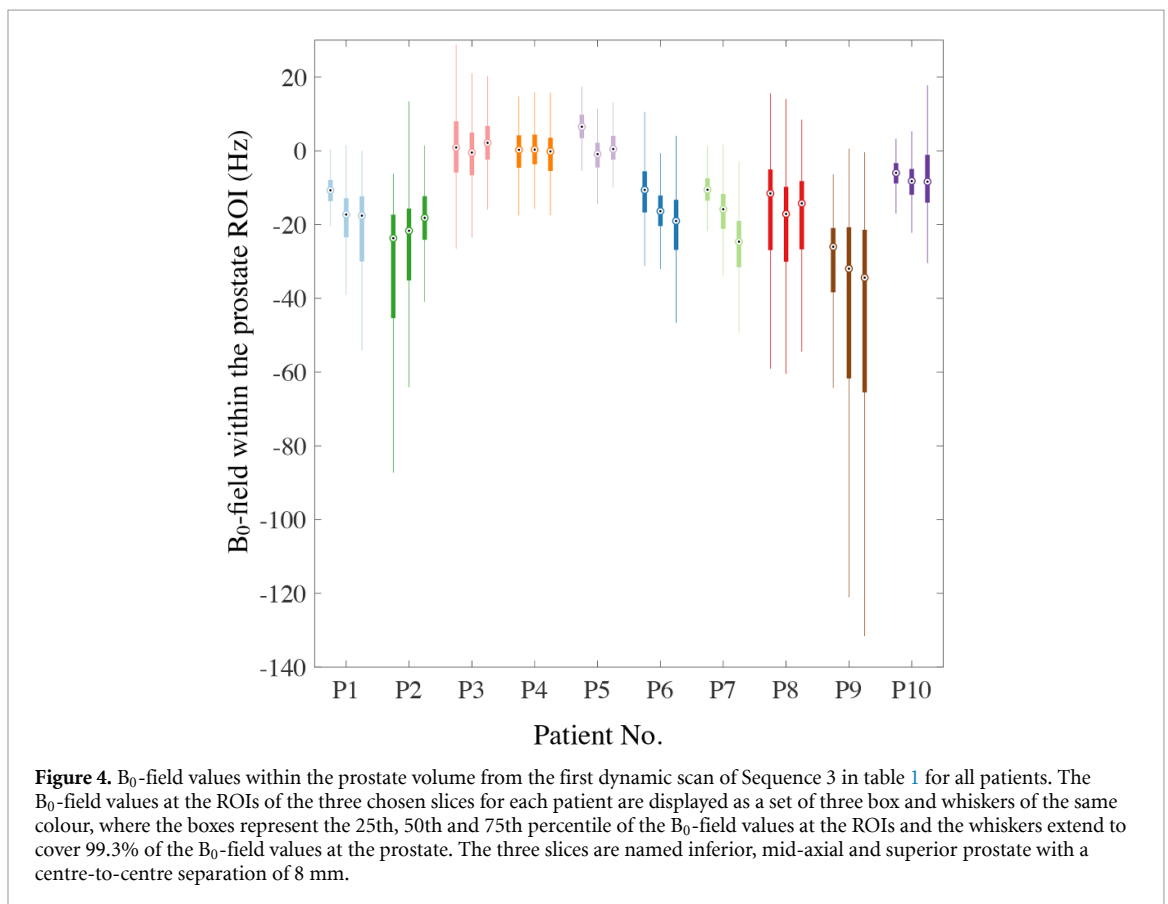 20
0
-20
-40
-60
-80
-100
-120
-140
B₀-field within the prostate ROI (Hz)
P1 P2 P3 P4 P5 P6 P7 P8 P9 P10
Patient No.
Figure 4. B₀-field values within the prostate volume from the first dynamic scan of Sequence 3 in table 1 for all patients. The
B₀-field values at the ROIs of the three chosen slices for each patient are displayed as a set of three box and whiskers of the same
colour, where the boxes represent the 25th, 50th and 75th percentile of the B₀-field values at the ROIs and the whiskers extend to
cover 99.3% of the B₀-field values at the prostate. The three slices are named inferior, mid-axial and superior prostate with a
centre-to-centre separation of 8 mm.